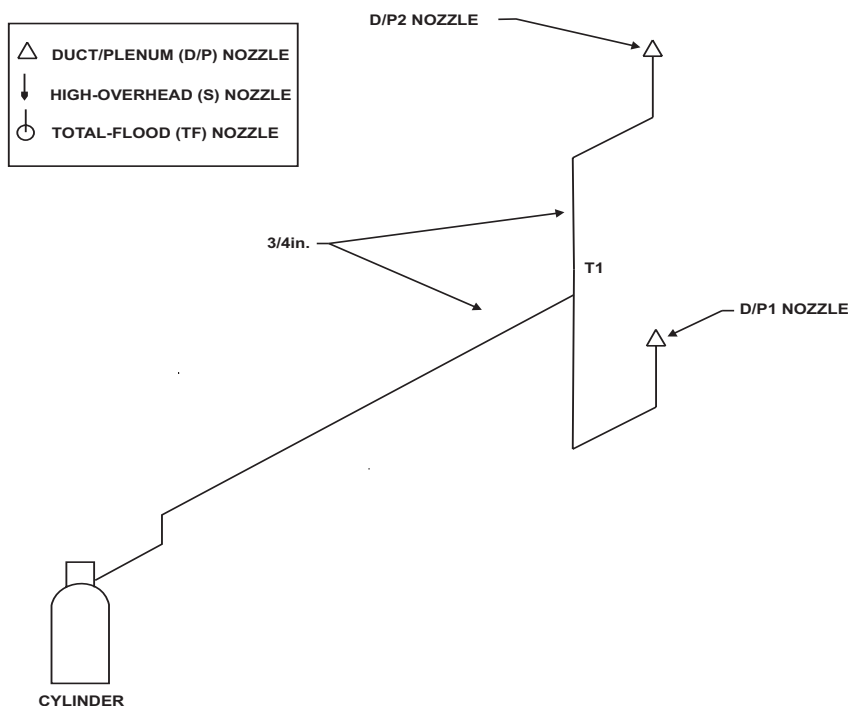 D/P2 NOZZLE
DUCT/PLENUM (D/P) NOZZLE
HIGH-OVERHEAD (S) NOZZLE
TOTAL-FLOOD (TF) NOZZLE
3/4in.
T1
D/P1 NOZZLE
CYLINDER